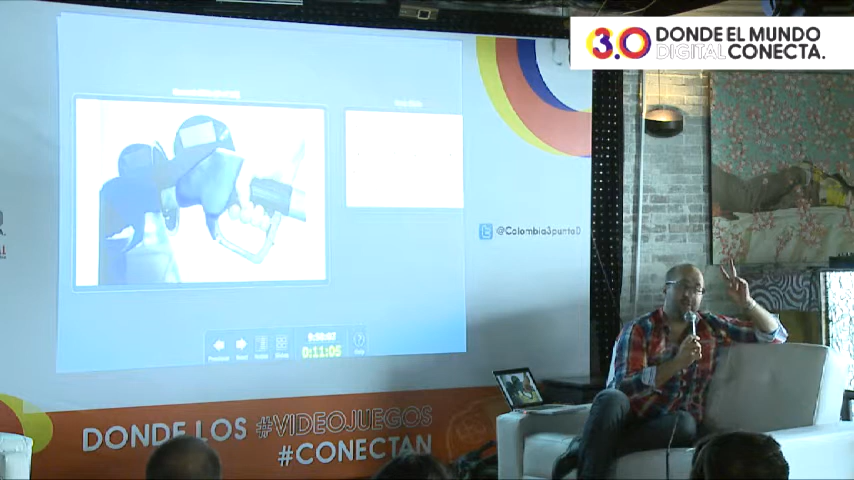 3.0 DONDE EL MUNDO
DIGITAL CONECTA.
@Colombia3punto0
0:11:05
DONDE LOS #VIDEOJUEGOS
#CONECTAN